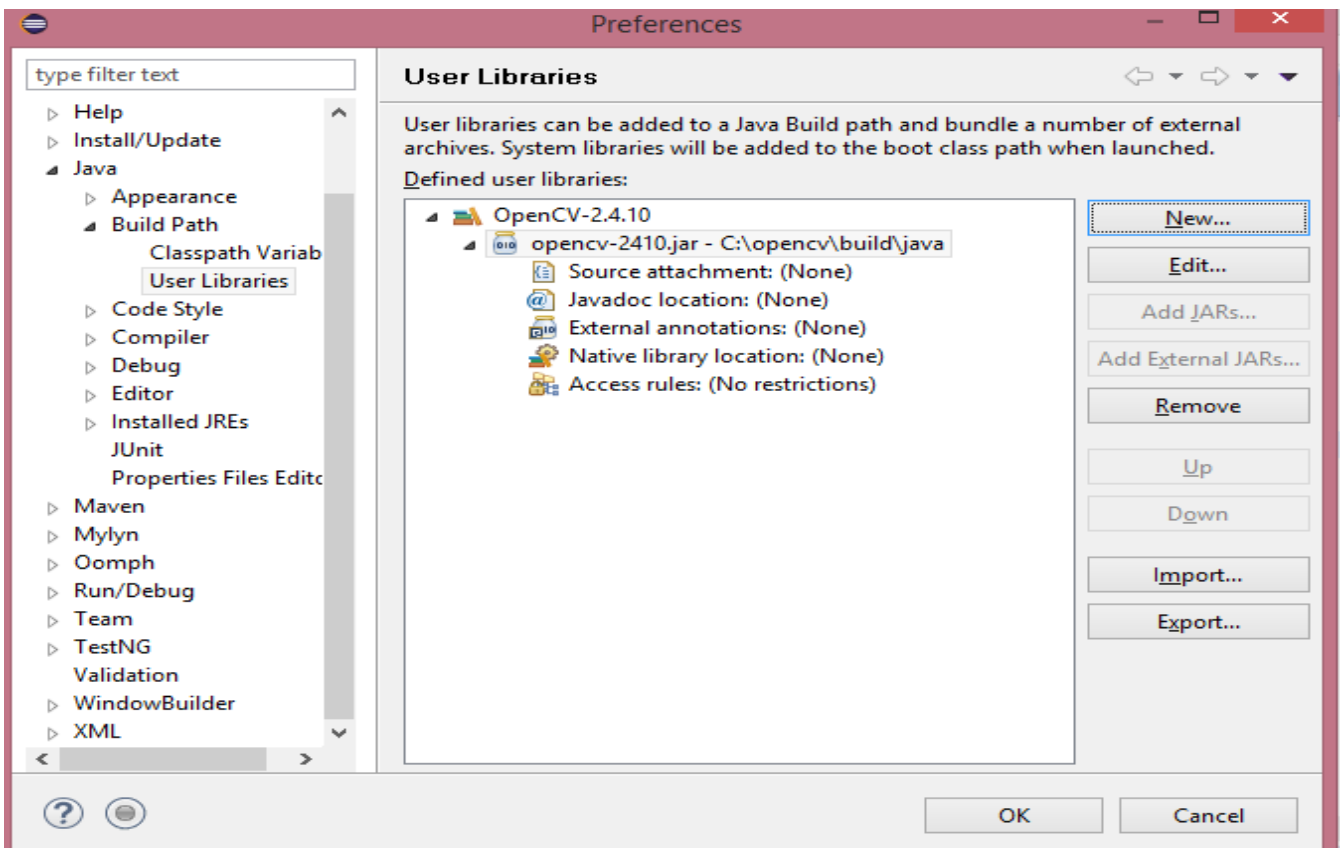 Preferences
type filter text
Help
Install/Update
Java
Appearance
Build Path
Classpath Variab
User Libraries
Code Style
Compiler
Debug
Editor
Installed JREs
JUnit
Properties Files Editc
Maven
Mylyn
Oomph
Run/Debug
Team
TestNG
Validation
WindowBuilder
XML
User Libraries
User libraries can be added to a Java Build path and bundle a number of external
archives. System libraries will be added to the boot class path when launched.
Defined user libraries:
OpenCV-2.4.10
opencv-2410.jar - C:\opencv\build\java
Source attachment: (None)
Javadoc location: (None)
External annotations: (None)
Native library location: (None)
Access rules: (No restrictions)
New...
Edit...
Add JARs...
Add External JARs...
Remove
Up
Down
Import...
Export...
OK
Cancel